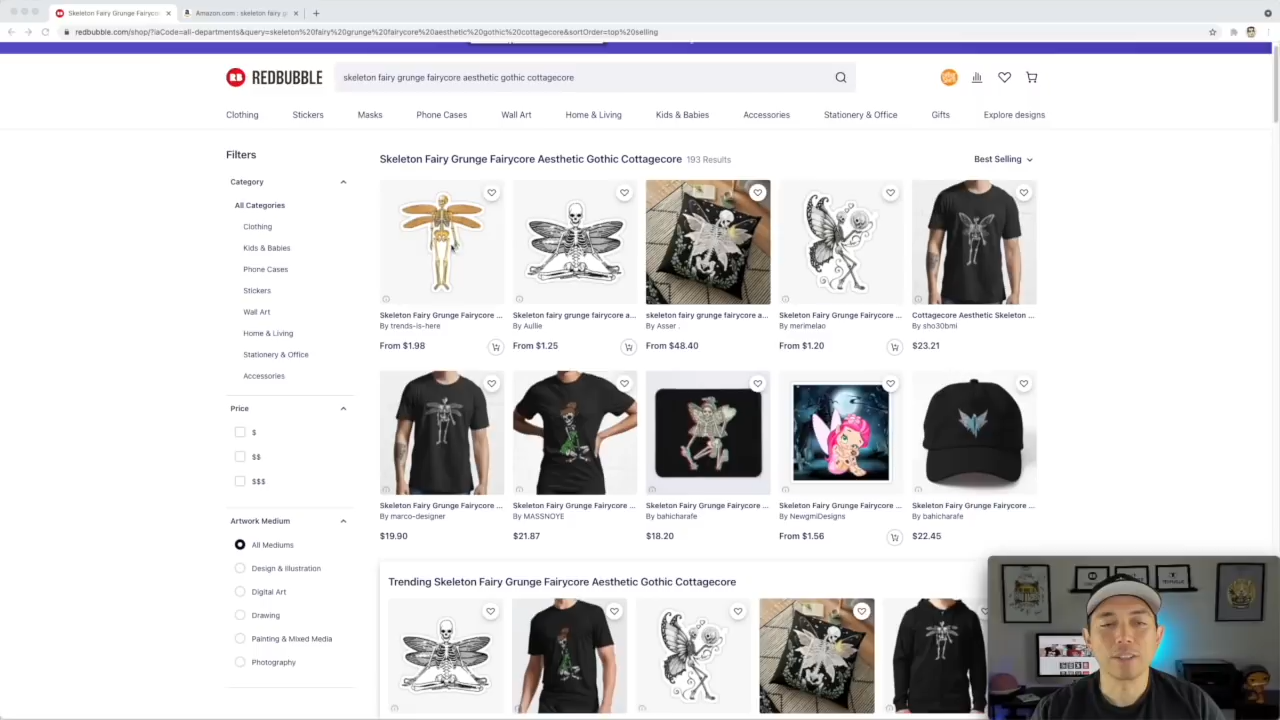 Skeleton Fairy Grunge Fairyco
Amazon.com : skeleton fairy g
redbubble.com/shop/?iaCode=all-departments&query=skeleton%20fairy%20grunge%20fairycore%20aesthetic%20gothic%20cottagecore&sortOrder=top%20selling
RB REDBUBBLE
skeleton fairy grunge fairycore aesthetic gothic cottagecore
Clothing Stickers Masks Phone Cases Wall Art Home & Living Kids & Babies Accessories Stationery & Office Gifts Explore designs
Filters
Category
All Categories
Clothing
Kids & Babies
Phone Cases
Stickers
Wall Art
Home & Living
Stationery & Office
Accessories
Price
$
$$
$$$
Artwork Medium
All Mediums
Design & Illustration
Digital Art
Drawing
Painting & Mixed Media
Photography
Skeleton Fairy Grunge Fairycore Aesthetic Gothic Cottagecore 193 Results
Best Selling
Skeleton Fairy Grunge Fairycore ...
By trends-is-here
From $1.98
Skeleton fairy grunge fairycore a...
By Aullie
From $1.25
skeleton fairy grunge fairycore a...
By Asser .
From $48.40
Skeleton Fairy Grunge Fairycore ...
By merimelao
From $1.20
Cottagecore Aesthetic Skeleton ...
By sho30bmi
$23.21
Skeleton Fairy Grunge Fairycore ...
By marco-designer
$19.90
Skeleton Fairy Grunge Fairycore ...
By MASSNOYE
$21.87
Skeleton Fairy Grunge Fairycore ...
By bahicharafe
$18.20
Skeleton Fairy Grunge Fairycore ...
By NewgmiDesigns
From $1.56
Skeleton Fairy Grunge Fairycore ...
By bahicharafe
$22.45
Trending Skeleton Fairy Grunge Fairycore Aesthetic Gothic Cottagecore